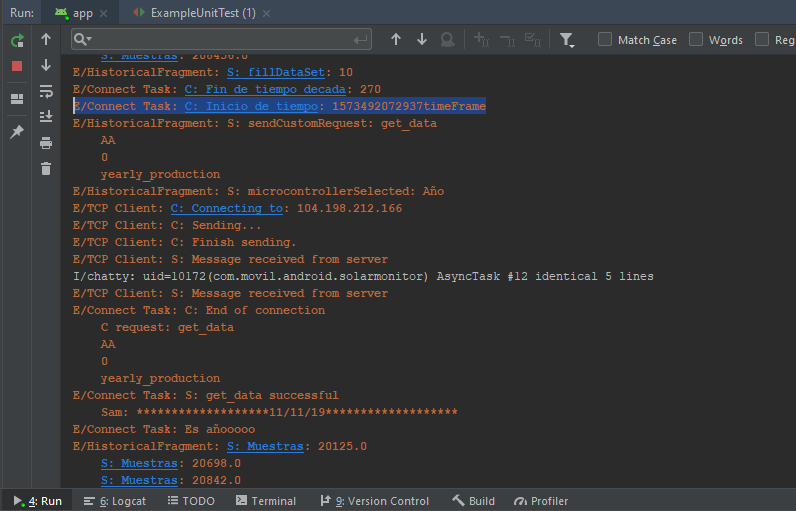 Run: app × ExampleUnitTest (1) ×
Match Case Words Reg
S: Muestras: 208436.0
E/HistoricalFragment: S: fillDataSet: 10
E/Connect Task: C: Fin de tiempo decada: 270
E/Connect Task: C: Inicio de tiempo: 1573492072937timeFrame
E/HistoricalFragment: S: sendCustomRequest: get_data
AA
0
yearly_production
E/HistoricalFragment: S: microcontrollerSelected: Año
E/TCP Client: C: Connecting to: 104.198.212.166
E/TCP Client: C: Sending...
E/TCP Client: C: Finish sending.
E/TCP Client: S: Message received from server
I/chatty: uid=10172(com.movil.android.solarmonitor) AsyncTask #12 identical 5 lines
E/TCP Client: S: Message received from server
E/Connect Task: C: End of connection
C request: get_data
AA
0
yearly_production
E/Connect Task: S: get_data successful
Sam: *******************11/11/19*******************
E/Connect Task: Es añooooo
E/HistoricalFragment: S: Muestras: 20125.0
S: Muestras: 20698.0
S: Muestras: 20842.0
4: Run 6: Logcat TODO Terminal 9: Version Control Build Profiler